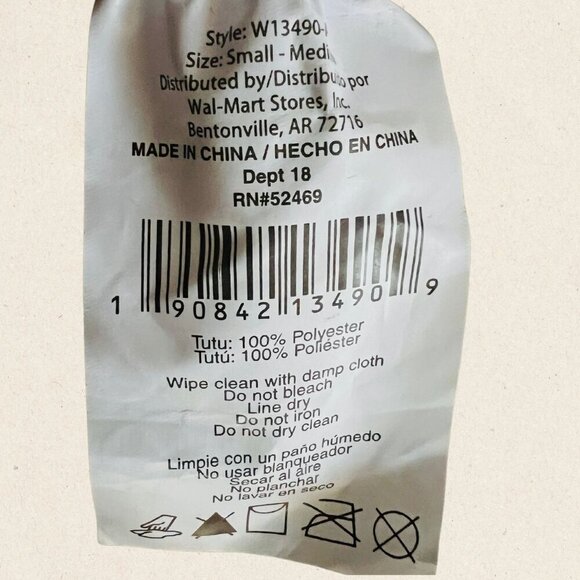 Style: W13490-
Size: Small - Medi
Distributed by/Distribuido por
Wal-Mart Stores, Inc.
Bentonville, AR 72716
MADE IN CHINA / HECHO EN CHINA
Dept 18
RN#52469
1 90842 13490 9
Tutu: 100% Polyester
Tutú: 100% Poliéster
Wipe clean with damp cloth
Do not bleach
Line dry
Do not iron
Do not dry clean
Limpie con un paño húmedo
No usar blanqueador
Secar al aire
No planchar
No lavar en seco